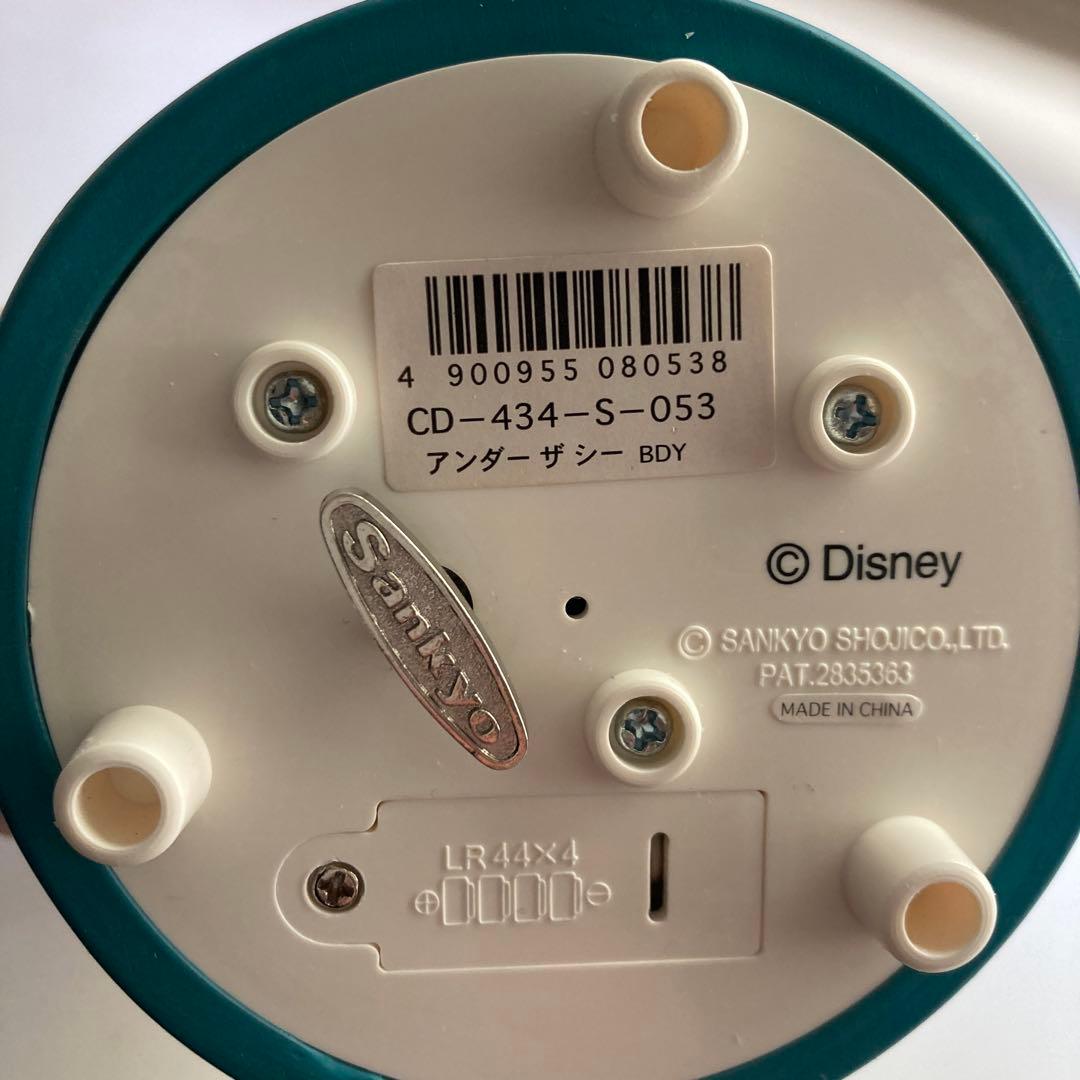 4 900955 080538
CD-434-S-053
アンダー ザ シー BDY
Sankyo
© Disney
© SANKYO SHOJICO.,LTD.
PAT.2835363
MADE IN CHINA
LR44×4
⊕ ⊖